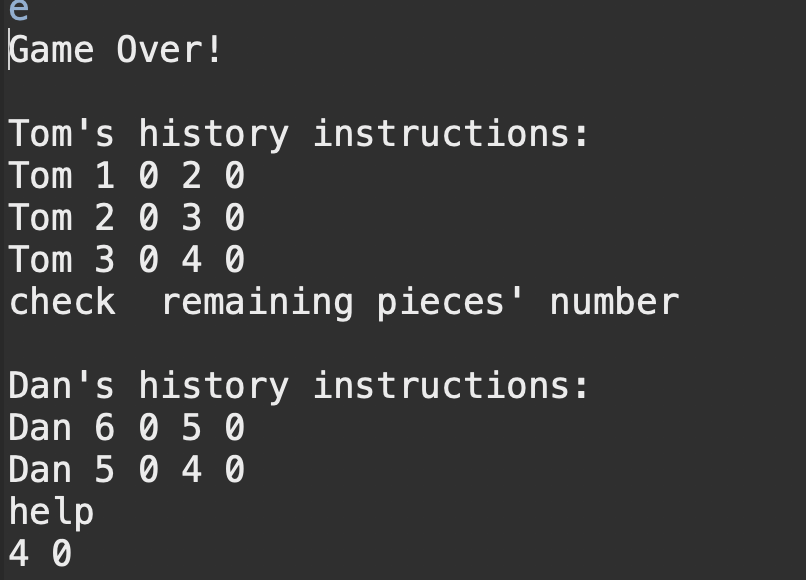 e
Game Over!
Tom's history instructions:
Tom 1 0 2 0
Tom 2 0 3 0
Tom 3 0 4 0
check  remaining pieces' number
Dan's history instructions:
Dan 6 0 5 0
Dan 5 0 4 0
help
4 0